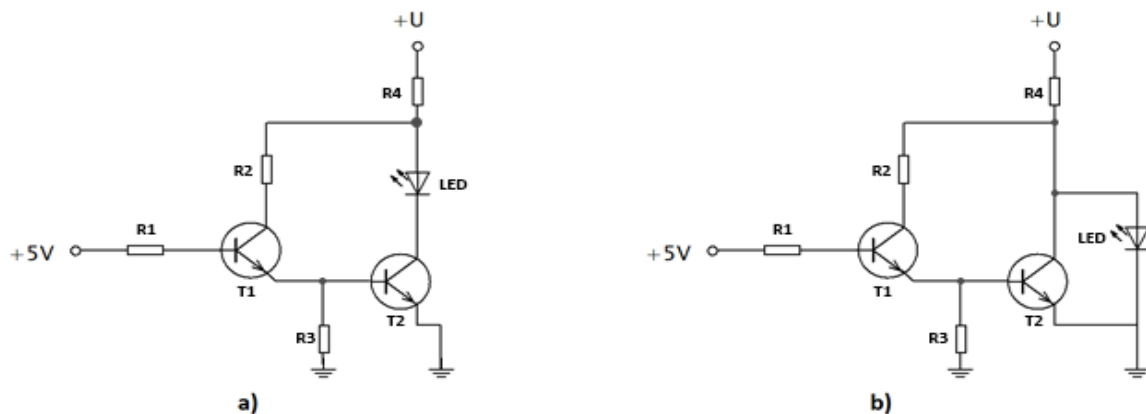 +U
R4
R2
LED
R1
+5V
T1
T2
R3
a)
+U
R4
R2
R1
LED
+5V
T1
T2
R3
b)